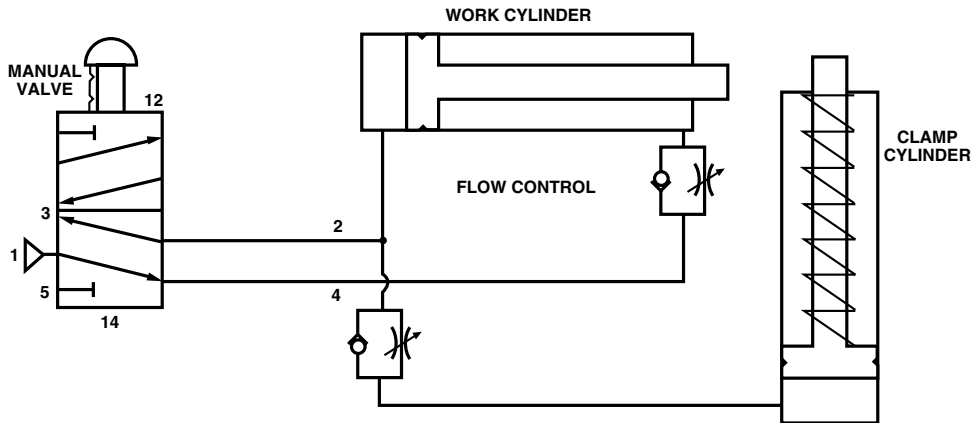 WORK CYLINDER
MANUAL
VALVE
12
CLAMP
CYLINDER
FLOW CONTROL
3
2
1
5
4
14